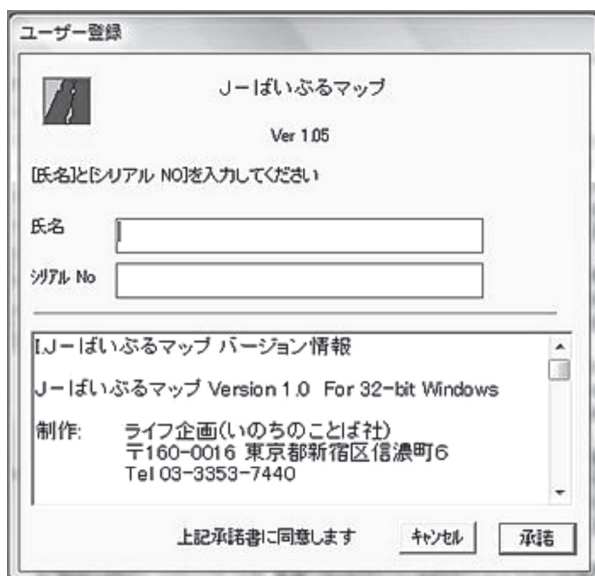 ユーザー登録
J－ばいぶるマップ
Ver 1.05
[氏名]と[シリアル NO]を入力してください
氏名
シリアル No
I.J－ばいぶるマップ バージョン情報
J－ばいぶるマップ Version 1.0 For 32-bit Windows
制作: ライフ企画(いのちのことば社)
〒160-0016 東京都新宿区信濃町6
Tel 03-3353-7440
上記承諾書に同意します キャンセル 承諾